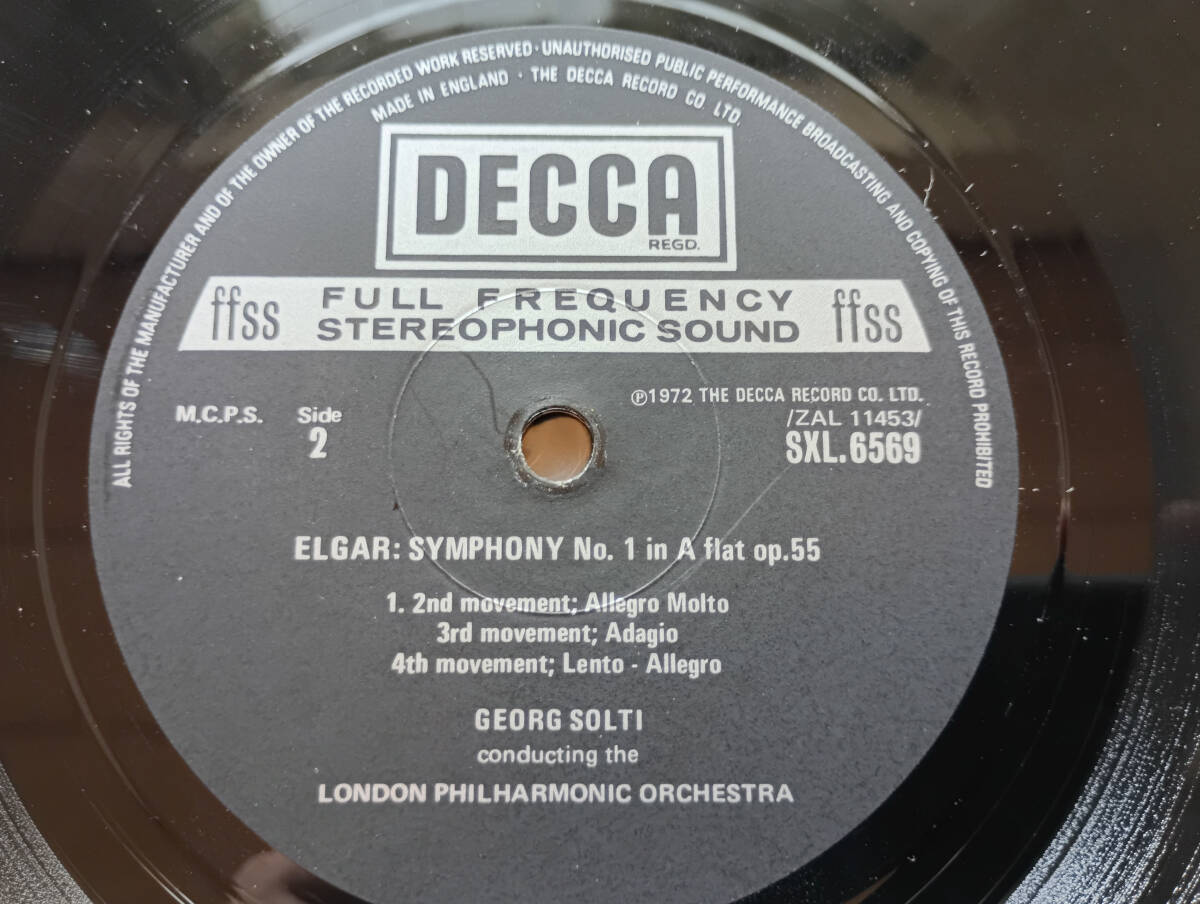 ALL RIGHTS OF THE MANUFACTURER AND OF THE OWNER OF THE RECORDED WORK RESERVED · UNAUTHORISED PUBLIC PERFORMANCE BROADCASTING AND COPYING OF THIS RECORD PROHIBITED
MADE IN ENGLAND · THE DECCA RECORD CO. LTD.
DECCA
REGD.
ffss FULL FREQUENCY ffss
STEREOPHONIC SOUND
℗1972 THE DECCA RECORD CO. LTD.
M.C.P.S. Side /ZAL 11453/
2 SXL.6569
ELGAR: SYMPHONY No. 1 in A flat op.55
1. 2nd movement; Allegro Molto
3rd movement; Adagio
4th movement; Lento - Allegro
GEORG SOLTI
conducting the
LONDON PHILHARMONIC ORCHESTRA